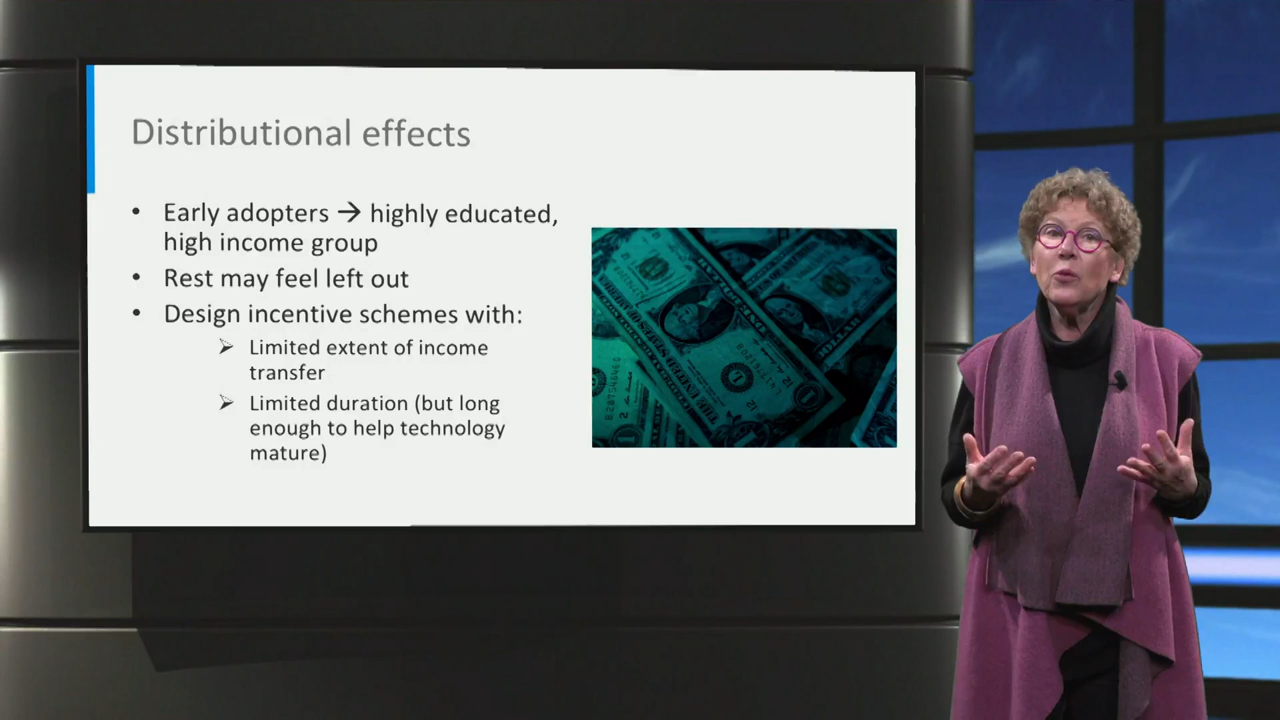 Distributional effects
• Early adopters → highly educated,
high income group
• Rest may feel left out
• Design incentive schemes with:
➢ Limited extent of income
transfer
➢ Limited duration (but long
enough to help technology
mature)